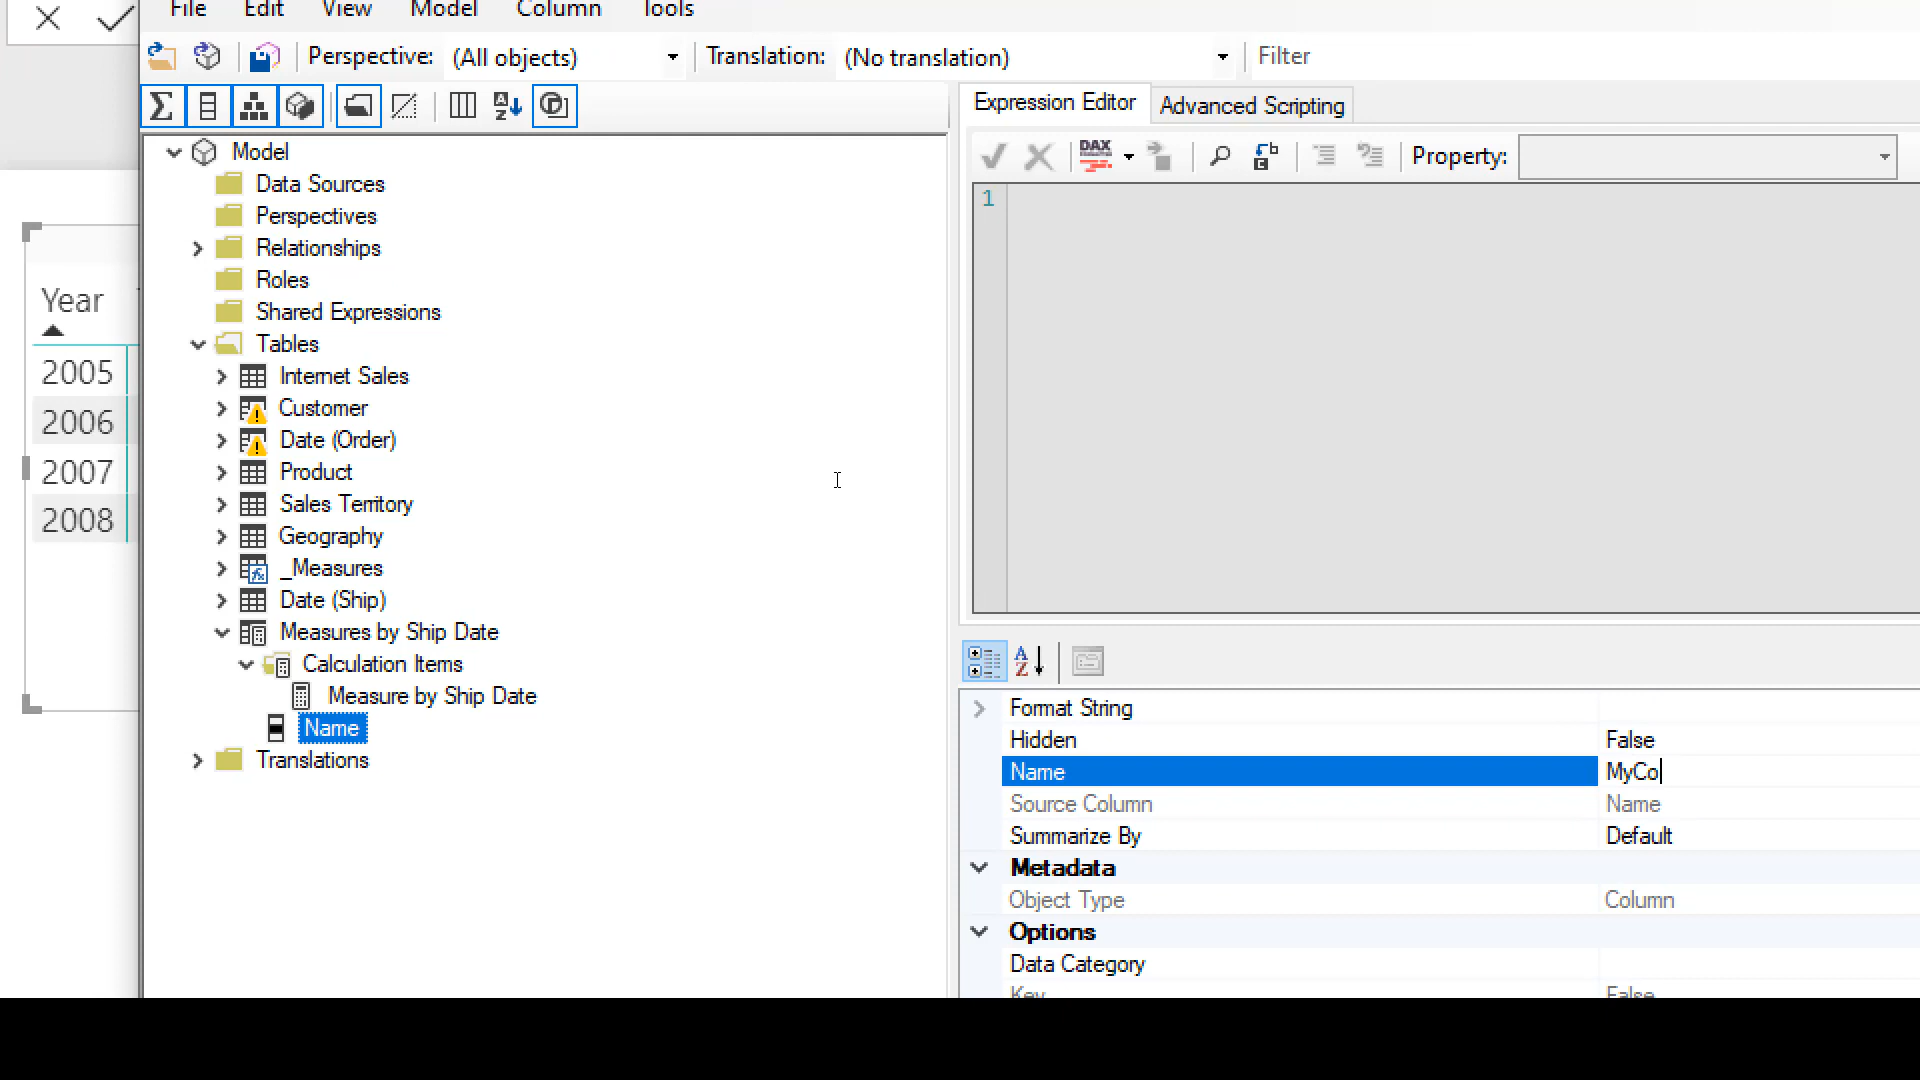 File Edit View Model Column Tools
Perspective: (All objects) Translation: (No translation) Filter
Expression Editor Advanced Scripting
DAX Property:
1
Model
Data Sources
Perspectives
Relationships
Roles
Shared Expressions
Tables
Internet Sales
Customer
Date (Order)
Product
Sales Territory
Geography
_Measures
Date (Ship)
Measures by Ship Date
Calculation Items
Measure by Ship Date
Name
Translations
Year
2005
2006
2007
2008
Format String
Hidden False
Name MyCo
Source Column Name
Summarize By Default
Metadata
Object Type Column
Options
Data Category
Key False